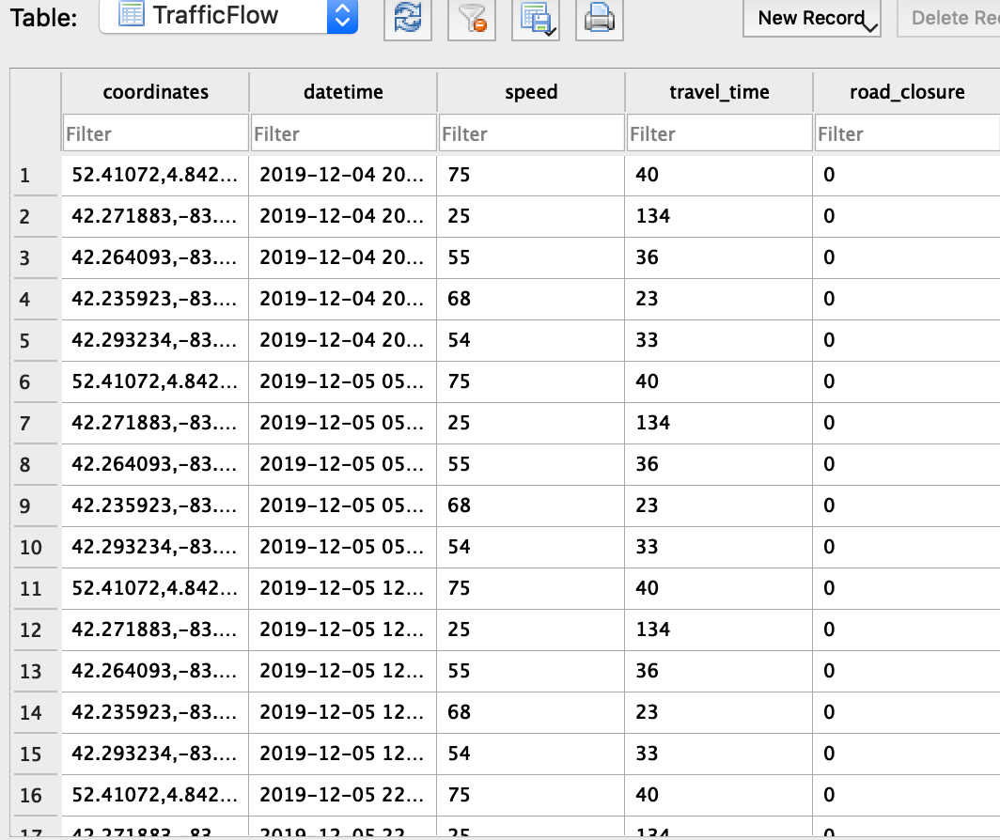 Table: TrafficFlow New Record Delete Re
coordinates datetime speed travel_time road_closure
Filter Filter Filter Filter Filter
1 52.41072,4.842... 2019-12-04 20... 75 40 0
2 42.271883,-83.... 2019-12-04 20... 25 134 0
3 42.264093,-83.... 2019-12-04 20... 55 36 0
4 42.235923,-83.... 2019-12-04 20... 68 23 0
5 42.293234,-83.... 2019-12-04 20... 54 33 0
6 52.41072,4.842... 2019-12-05 05... 75 40 0
7 42.271883,-83.... 2019-12-05 05... 25 134 0
8 42.264093,-83.... 2019-12-05 05... 55 36 0
9 42.235923,-83.... 2019-12-05 05... 68 23 0
10 42.293234,-83.... 2019-12-05 05... 54 33 0
11 52.41072,4.842... 2019-12-05 12... 75 40 0
12 42.271883,-83.... 2019-12-05 12... 25 134 0
13 42.264093,-83.... 2019-12-05 12... 55 36 0
14 42.235923,-83.... 2019-12-05 12... 68 23 0
15 42.293234,-83.... 2019-12-05 12... 54 33 0
16 52.41072,4.842... 2019-12-05 22... 75 40 0
17 42.271883,-83.... 2019-12-05 22... 25 134 0